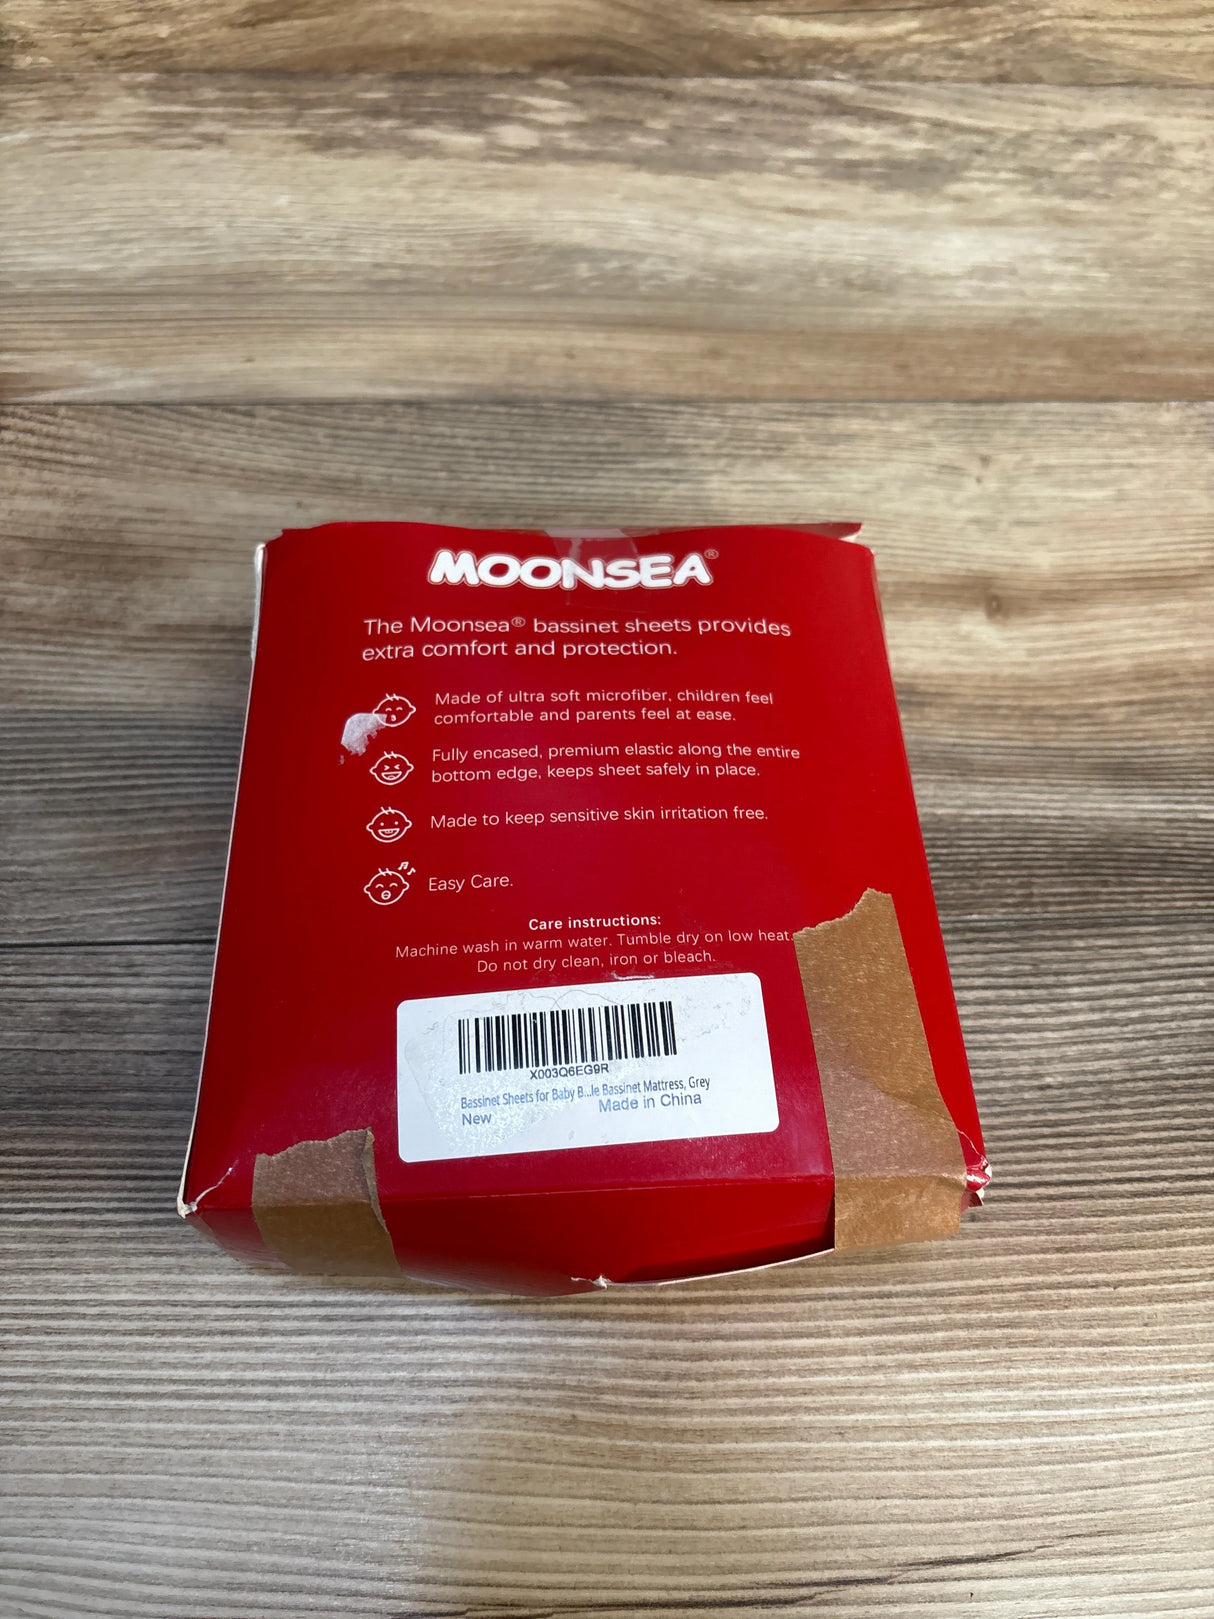 MOONSEA®
The Moonsea® bassinet sheets provides
extra comfort and protection.
Made of ultra soft microfiber, children feel
comfortable and parents feel at ease.
Fully encased, premium elastic along the entire
bottom edge, keeps sheet safely in place.
Made to keep sensitive skin irritation free.
Easy Care.
Care instructions:
Machine wash in warm water. Tumble dry on low heat.
Do not dry clean, iron or bleach.
X003Q6EG9R
Bassinet Sheets for Baby B...le Bassinet Mattress, Grey
New Made in China